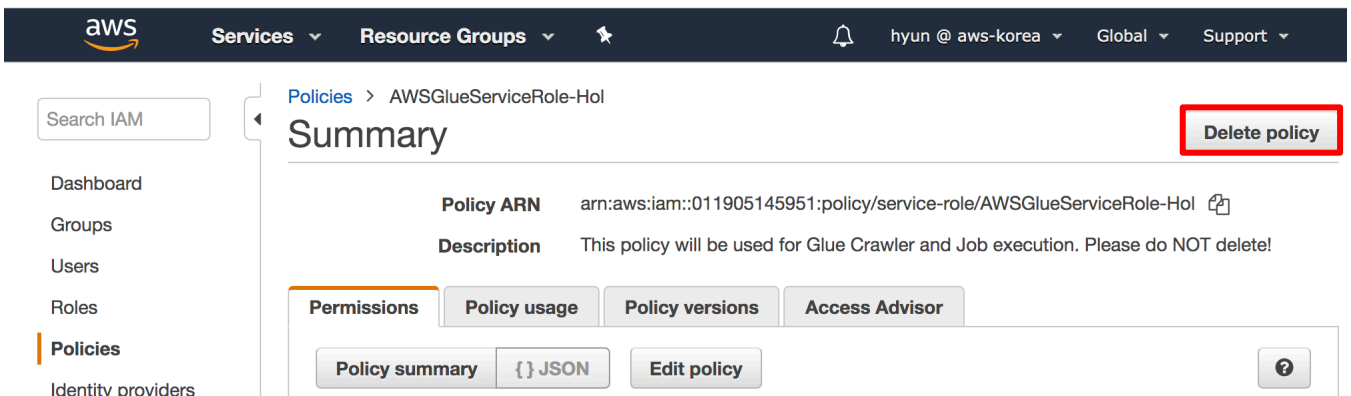 aws
Services
Resource Groups
hyun @ aws-korea
Global
Support
Search IAM
Dashboard
Groups
Users
Roles
Policies
Identity providers
Policies > AWSGlueServiceRole-Hol
Summary
Delete policy
Policy ARN arn:aws:iam::011905145951:policy/service-role/AWSGlueServiceRole-Hol
Description This policy will be used for Glue Crawler and Job execution. Please do NOT delete!
Permissions
Policy usage
Policy versions
Access Advisor
Policy summary
{ } JSON
Edit policy
?